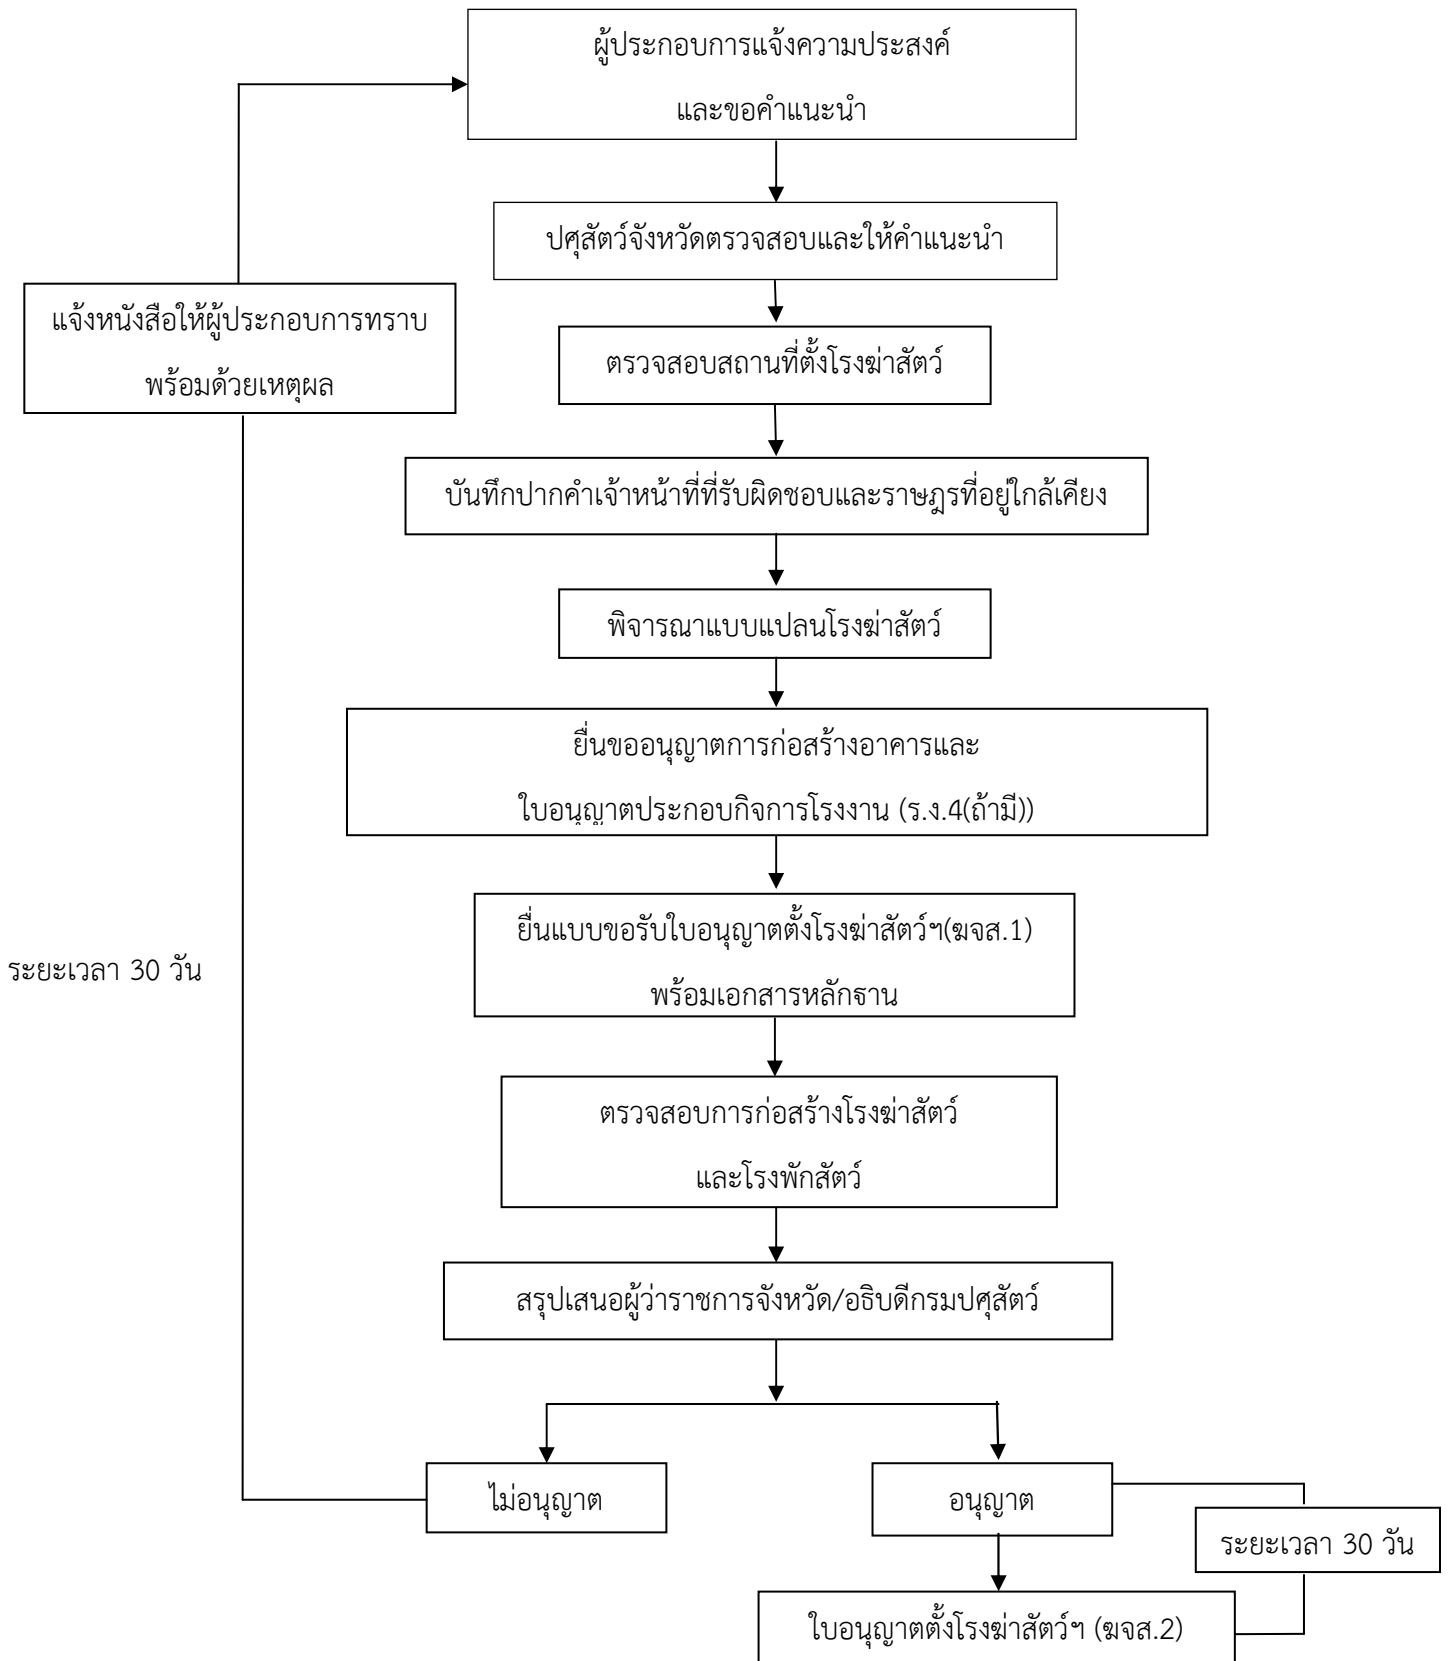 ผู้ประกอบการแจ้งความประสงค์
และขอคำแนะนำ
ปศุสัตว์จังหวัดตรวจสอบและให้คำแนะนำ
แจ้งหนังสือให้ผู้ประกอบการทราบ
พร้อมด้วยเหตุผล
ตรวจสอบสถานที่ตั้งโรงฆ่าสัตว์
บันทึกปากคำเจ้าหน้าที่ที่รับผิดชอบและราษฎรที่อยู่ใกล้เคียง
พิจารณาแบบแปลนโรงฆ่าสัตว์
ยื่นขออนุญาตการก่อสร้างอาคารและ
ใบอนุญาตประกอบกิจการโรงงาน (ร.ง.4(ถ้ามี))
ยื่นแบบขอรับใบอนุญาตตั้งโรงฆ่าสัตว์ฯ(ฆจส.1)
พร้อมเอกสารหลักฐาน
ระยะเวลา 30 วัน
ตรวจสอบการก่อสร้างโรงฆ่าสัตว์
และโรงพักสัตว์
สรุปเสนอผู้ว่าราชการจังหวัด/อธิบดีกรมปศุสัตว์
ไม่อนุญาต
อนุญาต
ระยะเวลา 30 วัน
ใบอนุญาตตั้งโรงฆ่าสัตว์ฯ (ฆจส.2)